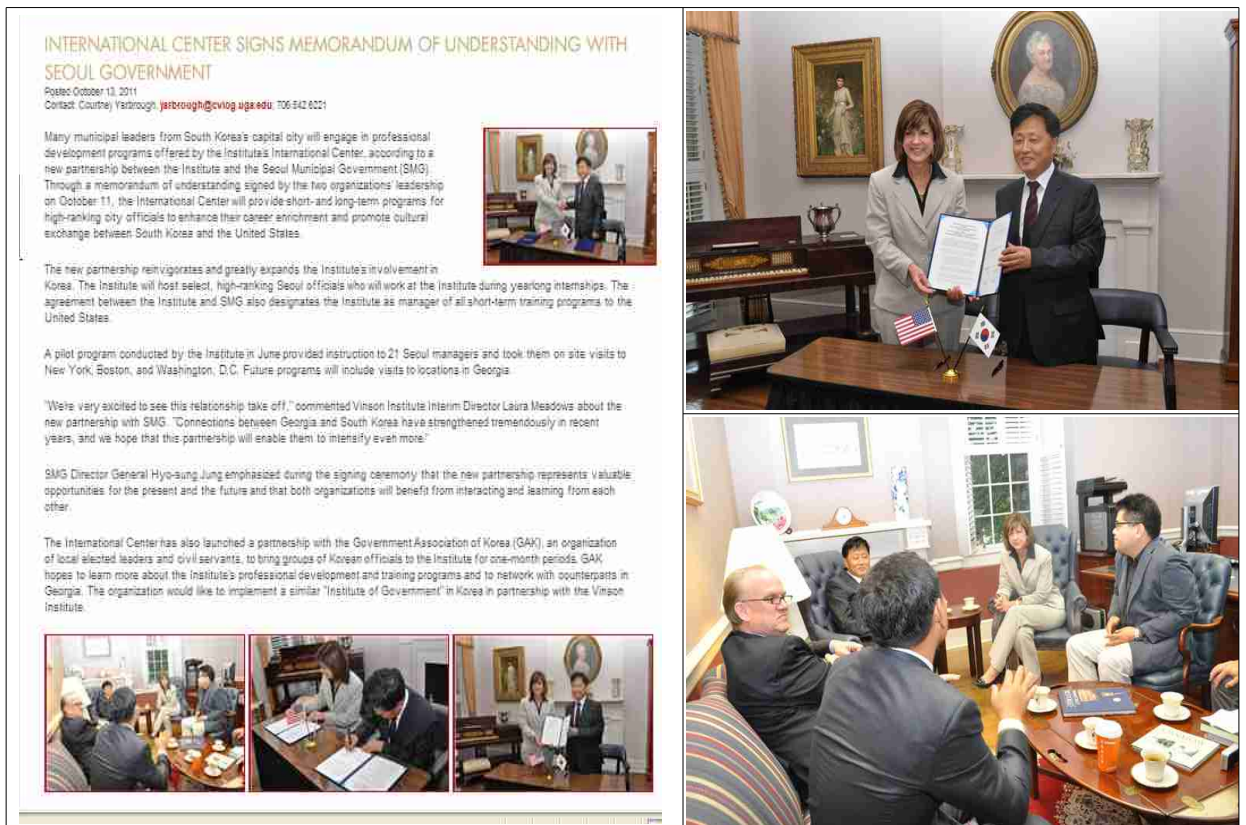 INTERNATIONAL CENTER SIGNS MEMORANDUM OF UNDERSTANDING WITH
SEOUL GOVERNMENT
Posted October 13, 2011
Contact: Courtney Yarbrough, yarbrough@cviog.uga.edu, 706.542.6221
Many municipal leaders from South Korea's capital city will engage in professional
development programs offered by the Institute's International Center, according to a
new partnership between the Institute and the Seoul Municipal Government (SMG).
Through a memorandum of understanding signed by the two organizations' leadership
on October 11, the International Center will provide short- and long-term programs for
high-ranking city officials to enhance their career enrichment and promote cultural
exchange between South Korea and the United States.
The new partnership reinvigorates and greatly expands the Institute's involvement in
Korea. The Institute will host select, high-ranking Seoul officials who will work at the Institute during yearlong internships. The
agreement between the Institute and SMG also designates the Institute as manager of all short-term training programs to the
United States.
A pilot program conducted by the Institute in June provided instruction to 21 Seoul managers and took them on site visits to
New York, Boston, and Washington, D.C. Future programs will include visits to locations in Georgia.
"We're very excited to see this relationship take off," commented Vinson Institute Interim Director Laura Meadows about the
new partnership with SMG. "Connections between Georgia and South Korea have strengthened tremendously in recent
years, and we hope that this partnership will enable them to intensify even more."
SMG Director General Hyo-sung Jung emphasized during the signing ceremony that the new partnership represents valuable
opportunities for the present and the future and that both organizations will benefit from interacting and learning from each
other.
The International Center has also launched a partnership with the Government Association of Korea (GAK), an organization
of local elected leaders and civil servants, to bring groups of Korean officials to the Institute for one-month periods. GAK
hopes to learn more about the Institute's professional development and training programs and to network with counterparts in
Georgia. The organization would like to implement a similar "Institute of Government" in Korea in partnership with the Vinson
Institute.